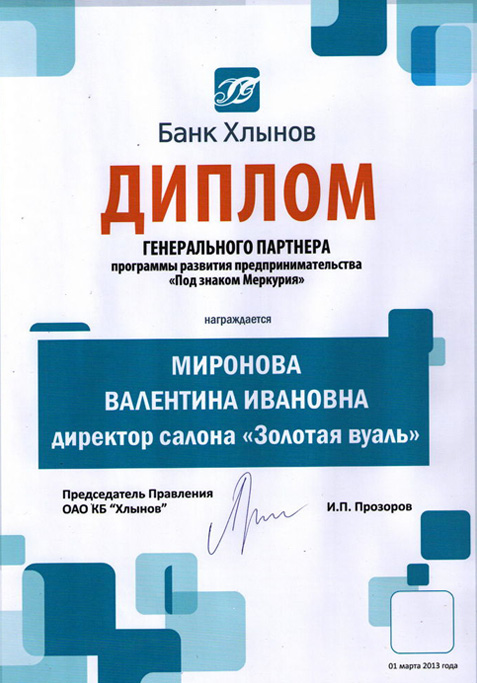 Банк Хлынов
ДИПЛОМ
ГЕНЕРАЛЬНОГО ПАРТНЕРА
программы развития предпринимательства
«Под знаком Меркурия»
награждается
МИРОНОВА
ВАЛЕНТИНА ИВАНОВНА
директор салона «Золотая вуаль»
Председатель Правления
ОАО КБ “Хлынов”
И.П. Прозоров
01 марта 2013 года